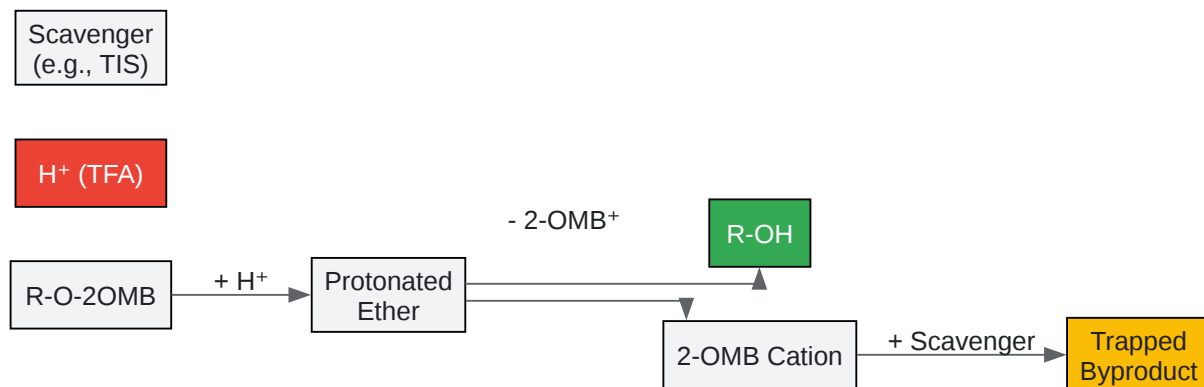 Scavenger
(e.g., TIS)
H⁺ (TFA)
- 2-OMB⁺
R-OH
R-O-2OMB
+ H⁺
Protonated
Ether
2-OMB Cation
+ Scavenger
Trapped
Byproduct